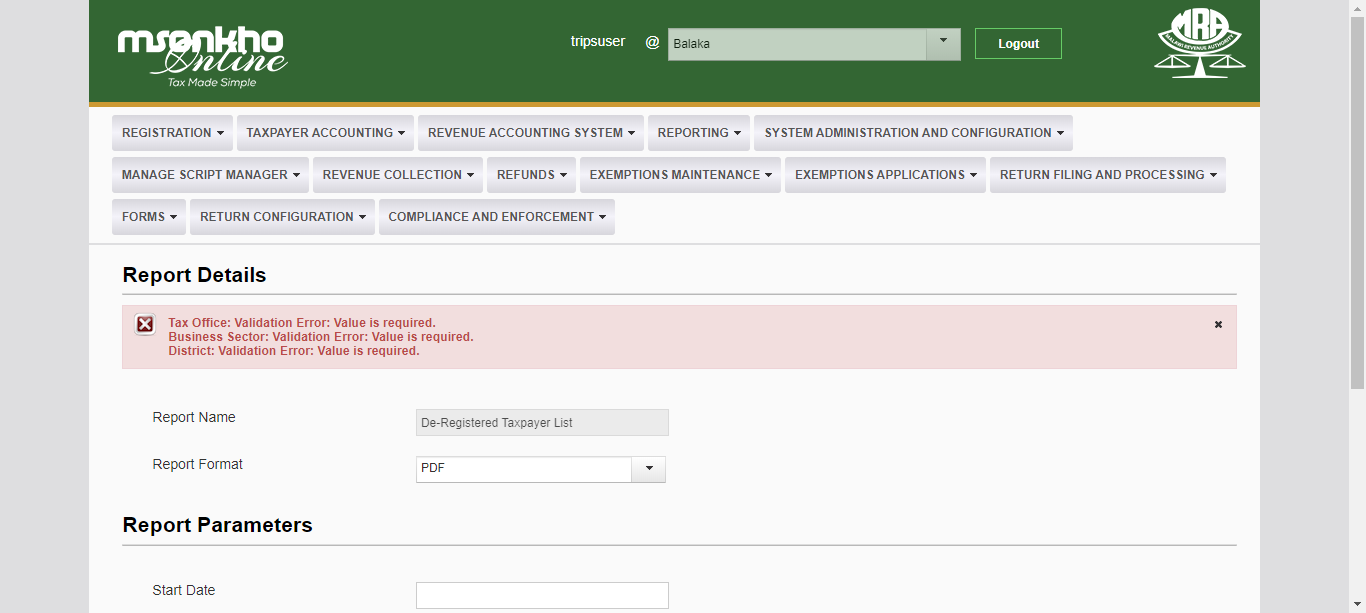 msonkho
Online
Tax Made Simple
tripsuser @ Balaka Logout
MRA
MALAWI REVENUE AUTHORITY
REGISTRATION TAXPAYER ACCOUNTING REVENUE ACCOUNTING SYSTEM REPORTING SYSTEM ADMINISTRATION AND CONFIGURATION
MANAGE SCRIPT MANAGER REVENUE COLLECTION REFUNDS EXEMPTIONS MAINTENANCE EXEMPTIONS APPLICATIONS RETURN FILING AND PROCESSING
FORMS RETURN CONFIGURATION COMPLIANCE AND ENFORCEMENT
Report Details
Tax Office: Validation Error: Value is required.
Business Sector: Validation Error: Value is required.
District: Validation Error: Value is required.
Report Name De-Registered Taxpayer List
Report Format PDF
Report Parameters
Start Date